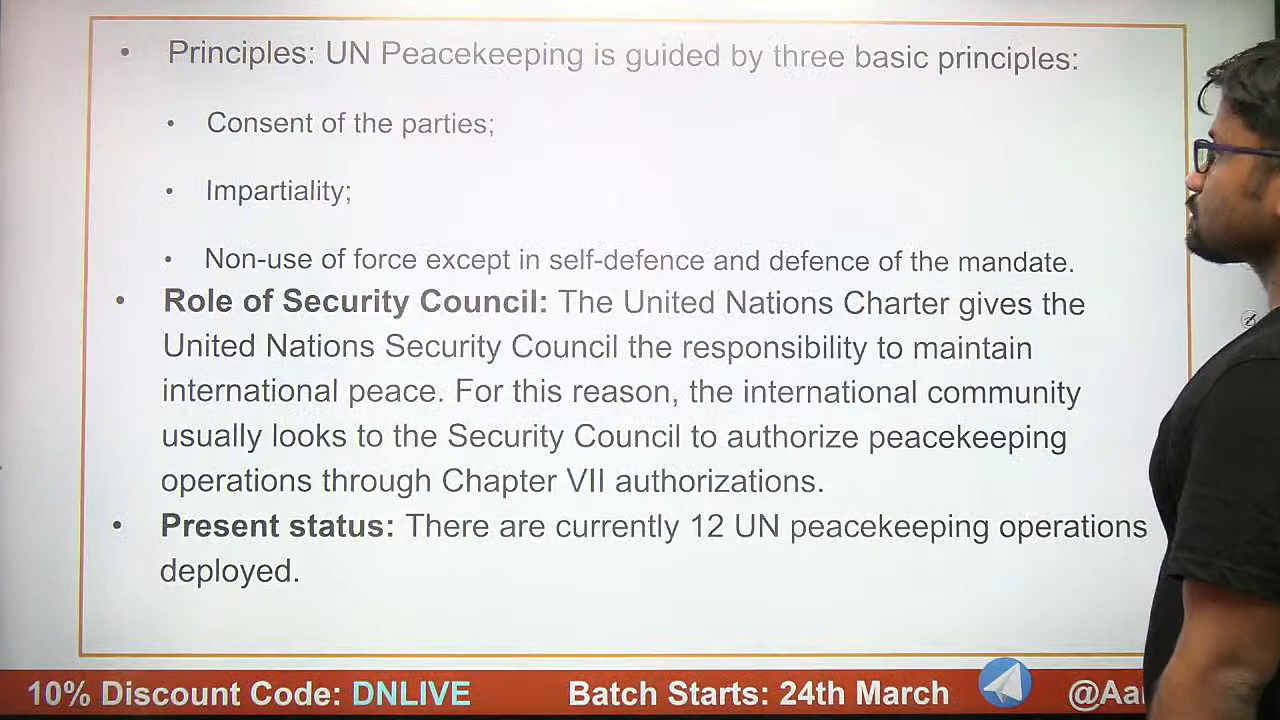 • Principles: UN Peacekeeping is guided by three basic principles:
• Consent of the parties;
• Impartiality;
• Non-use of force except in self-defence and defence of the mandate.
• Role of Security Council: The United Nations Charter gives the
United Nations Security Council the responsibility to maintain
international peace. For this reason, the international community
usually looks to the Security Council to authorize peacekeeping
operations through Chapter VII authorizations.
• Present status: There are currently 12 UN peacekeeping operations
deployed.
10% Discount Code: DNLIVE Batch Starts: 24th March